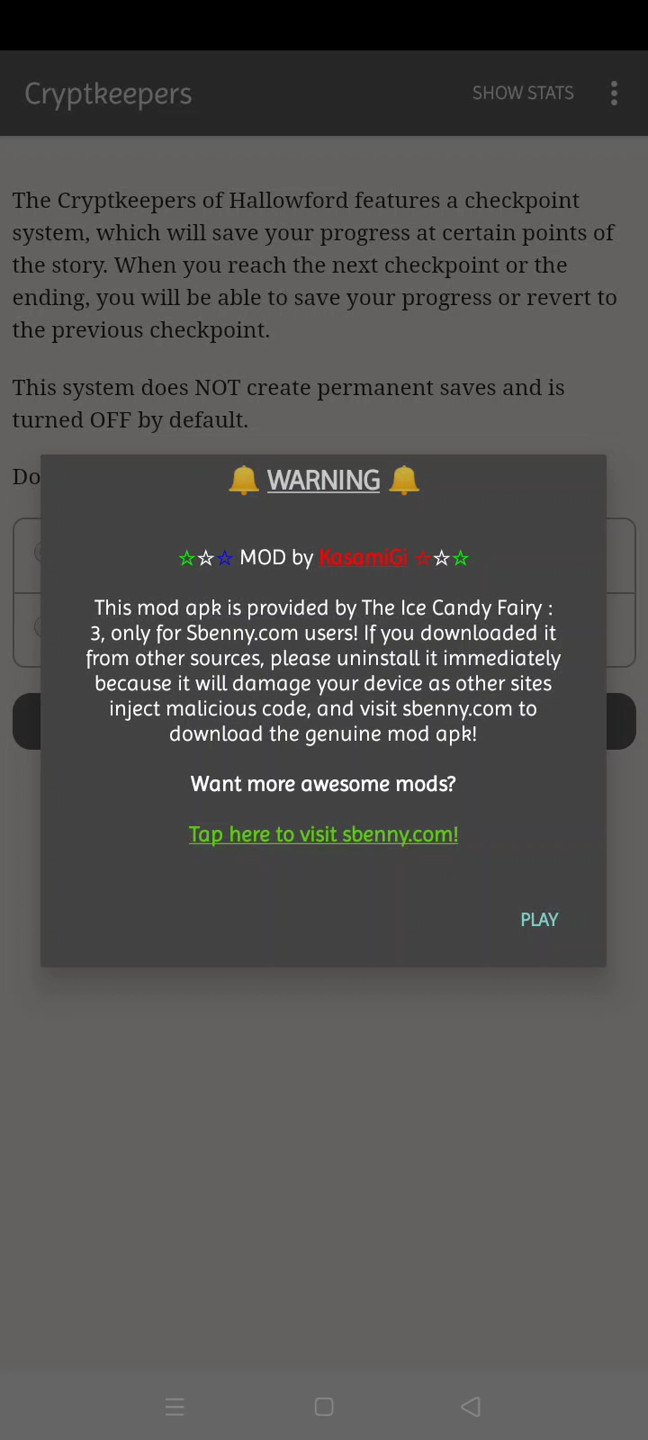 Cryptkeepers
SHOW STATS
The Cryptkeepers of Hallowford features a checkpoint
system, which will save your progress at certain points of
the story. When you reach the next checkpoint or the
ending, you will be able to save your progress or revert to
the previous checkpoint.
This system does NOT create permanent saves and is
turned OFF by default.
Do
🔔 WARNING 🔔
☆☆☆ MOD by KasamiGi ☆☆☆
This mod apk is provided by The Ice Candy Fairy :
3, only for Sbenny.com users! If you downloaded it
from other sources, please uninstall it immediately
because it will damage your device as other sites
inject malicious code, and visit sbenny.com to
download the genuine mod apk!
Want more awesome mods?
Tap here to visit sbenny.com!
PLAY